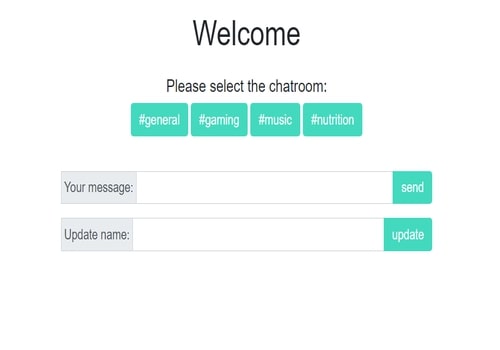 Welcome
Please select the chatroom:
#general #gaming #music #nutrition
Your message: send
Update name: update